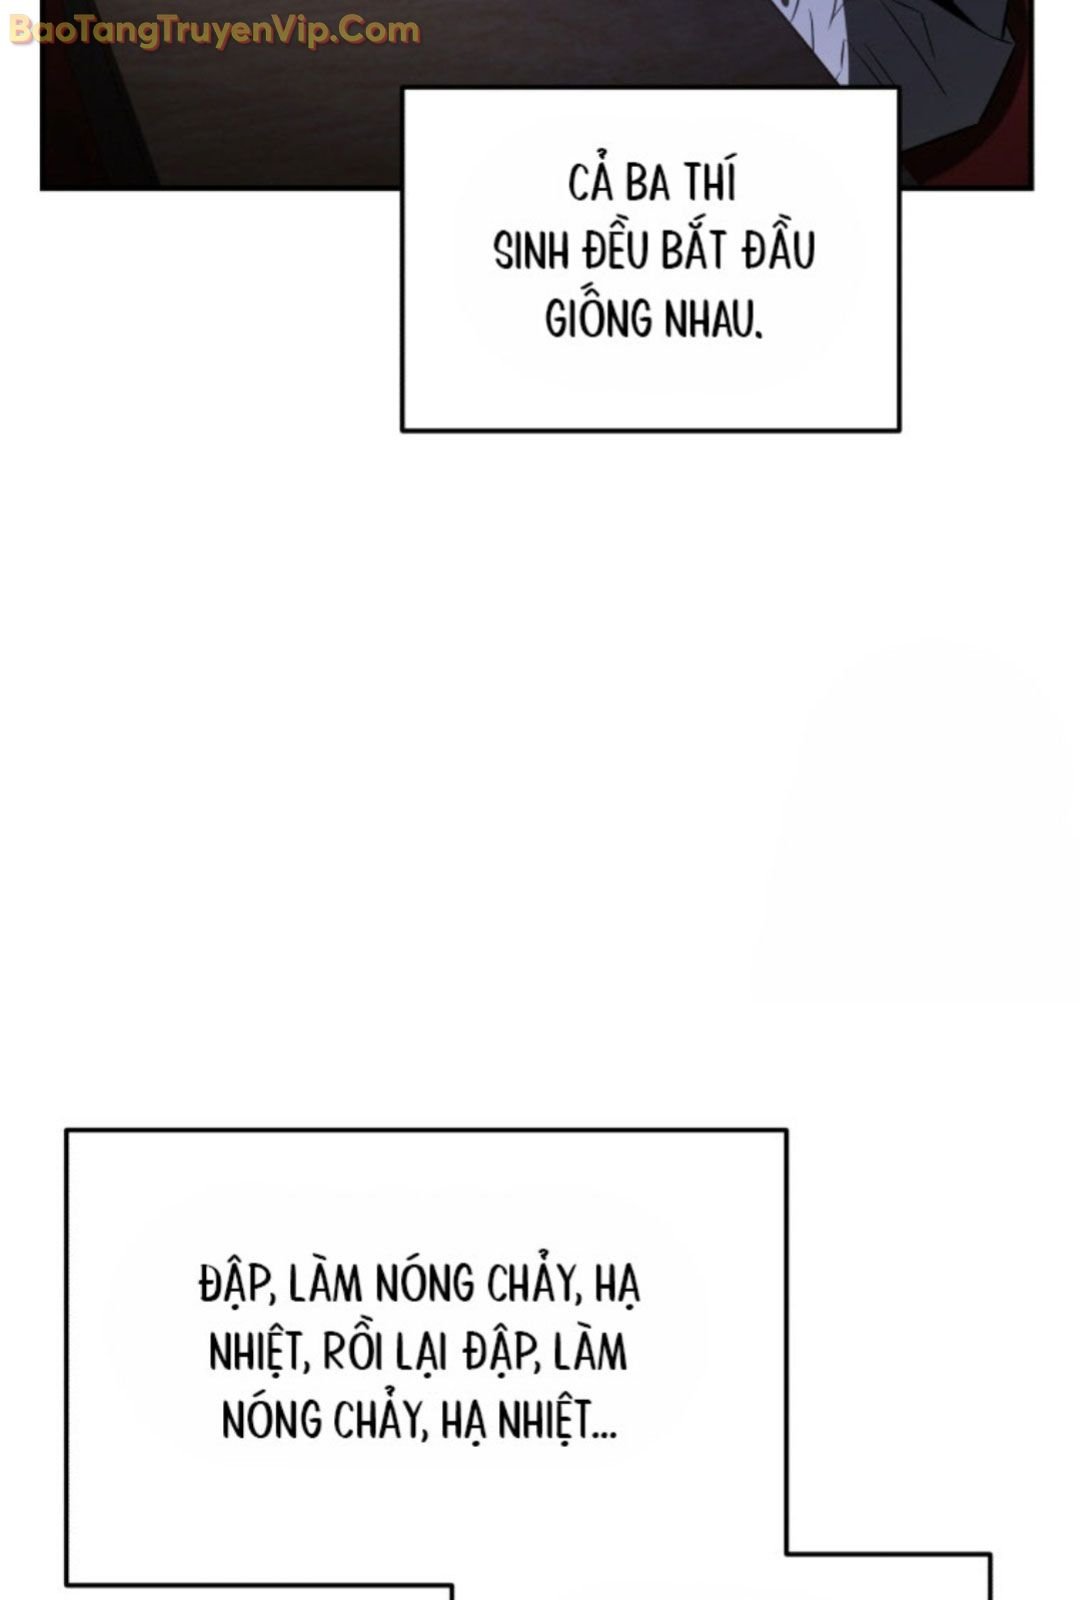 BaoTangTruyenVip.Com
CẢ BA THÍ
SINH ĐỀU BẮT ĐẦU
GIỐNG NHAU.
ĐẬP, LÀM NÓNG CHẢY, HẠ
NHIỆT, RỒI LẠI ĐẬP, LÀM
NÓNG CHẢY, HẠ NHIỆT...